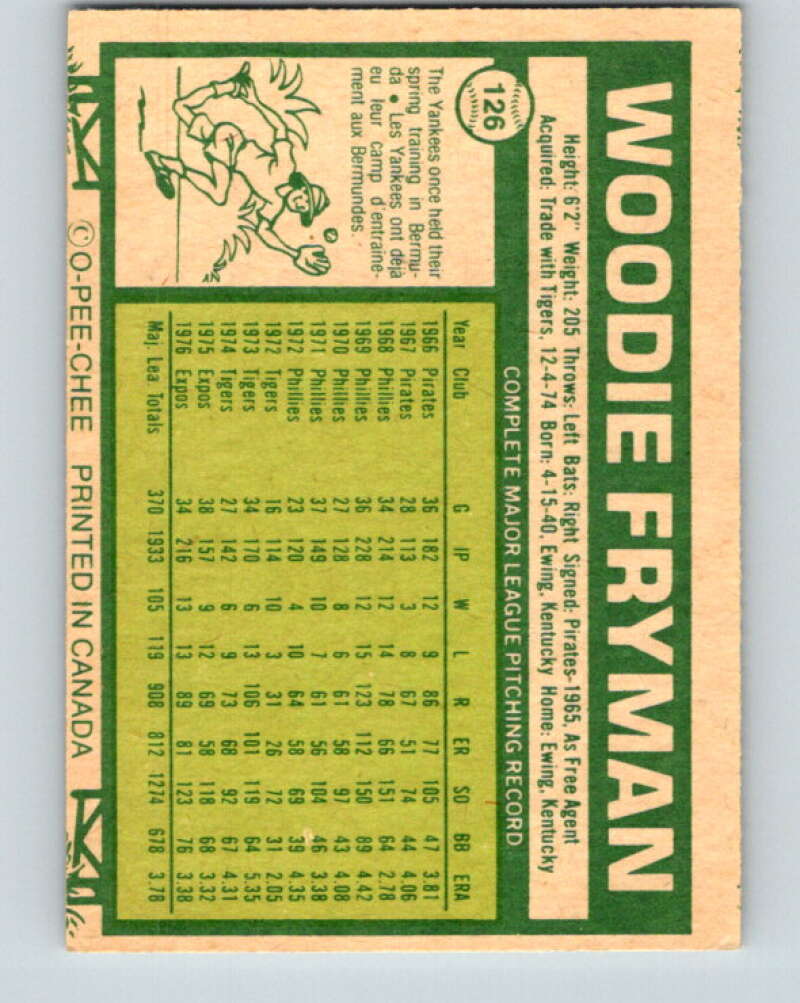 WOODIE FRYMAN
Height: 6'2" Weight: 205 Throws: Left Bats: Right Signed: Pirates-1965, As Free Agent
Acquired: Trade with Tigers, 12-4-74 Born: 4-15-40, Ewing, Kentucky Home: Ewing, Kentucky
126
The Yankees once held their
spring training in Bermu-
da • Les Yankees ont déjà
eu leur camp d'entraine-
ment aux Bermundes.
COMPLETE MAJOR LEAGUE PITCHING RECORD
Year Club G IP W L R ER SO BB ERA
1966 Pirates 36 182 12 9 86 77 105 47 3.81
1967 Pirates 28 113 3 8 67 51 74 44 4.06
1968 Phillies 34 214 12 14 78 66 151 64 2.78
1969 Phillies 36 228 12 15 123 112 150 89 4.42
1970 Phillies 27 128 8 6 61 58 97 43 4.08
1971 Phillies 37 149 10 7 61 56 104 46 3.38
1972 Phillies 23 120 4 10 64 58 69 39 4.35
1972 Tigers 16 114 10 3 31 26 72 31 2.05
1973 Tigers 34 170 6 13 106 101 119 64 5.35
1974 Tigers 27 142 6 9 73 68 92 67 4.31
1975 Expos 38 157 9 12 69 58 118 68 3.32
1976 Expos 34 216 13 13 89 81 123 76 3.38
Maj. Lea. Totals 370 1933 105 119 908 812 1274 678 3.78
©O-PEE-CHEE PRINTED IN CANADA